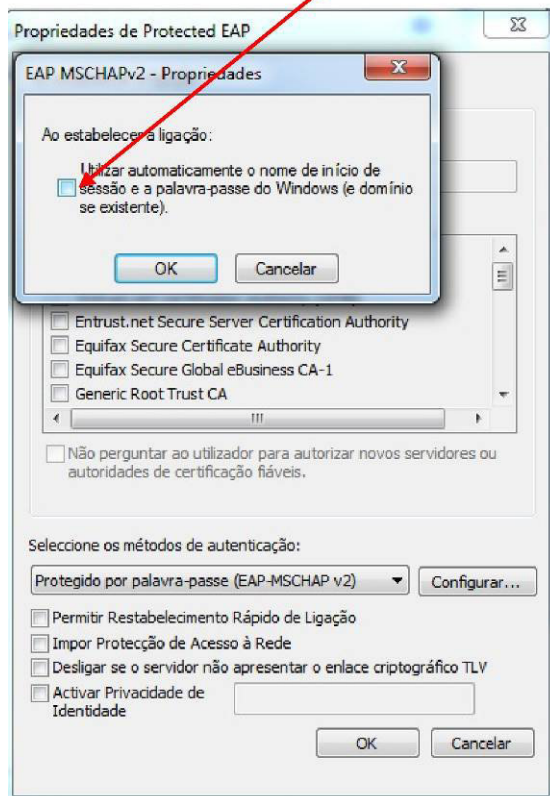 Propriedades de Protected EAP
EAP MSCHAPv2 - Propriedades
Ao estabelecer a ligação:
Utilizar automaticamente o nome de início de
sessão e a palavra-passe do Windows (e domínio
se existente).
OK
Cancelar
Entrust.net Secure Server Certification Authority
Equifax Secure Certificate Authority
Equifax Secure Global eBusiness CA-1
Generic Root Trust CA
Não perguntar ao utilizador para autorizar novos servidores ou
autoridades de certificação fiáveis.
Seleccione os métodos de autenticação:
Protegido por palavra-passe (EAP-MSCHAP v2)
Configurar...
Permitir Restabelecimento Rápido de Ligação
Impor Protecção de Acesso à Rede
Desligar se o servidor não apresentar o enlace criptográfico TLV
Activar Privacidade de
Identidade
OK
Cancelar